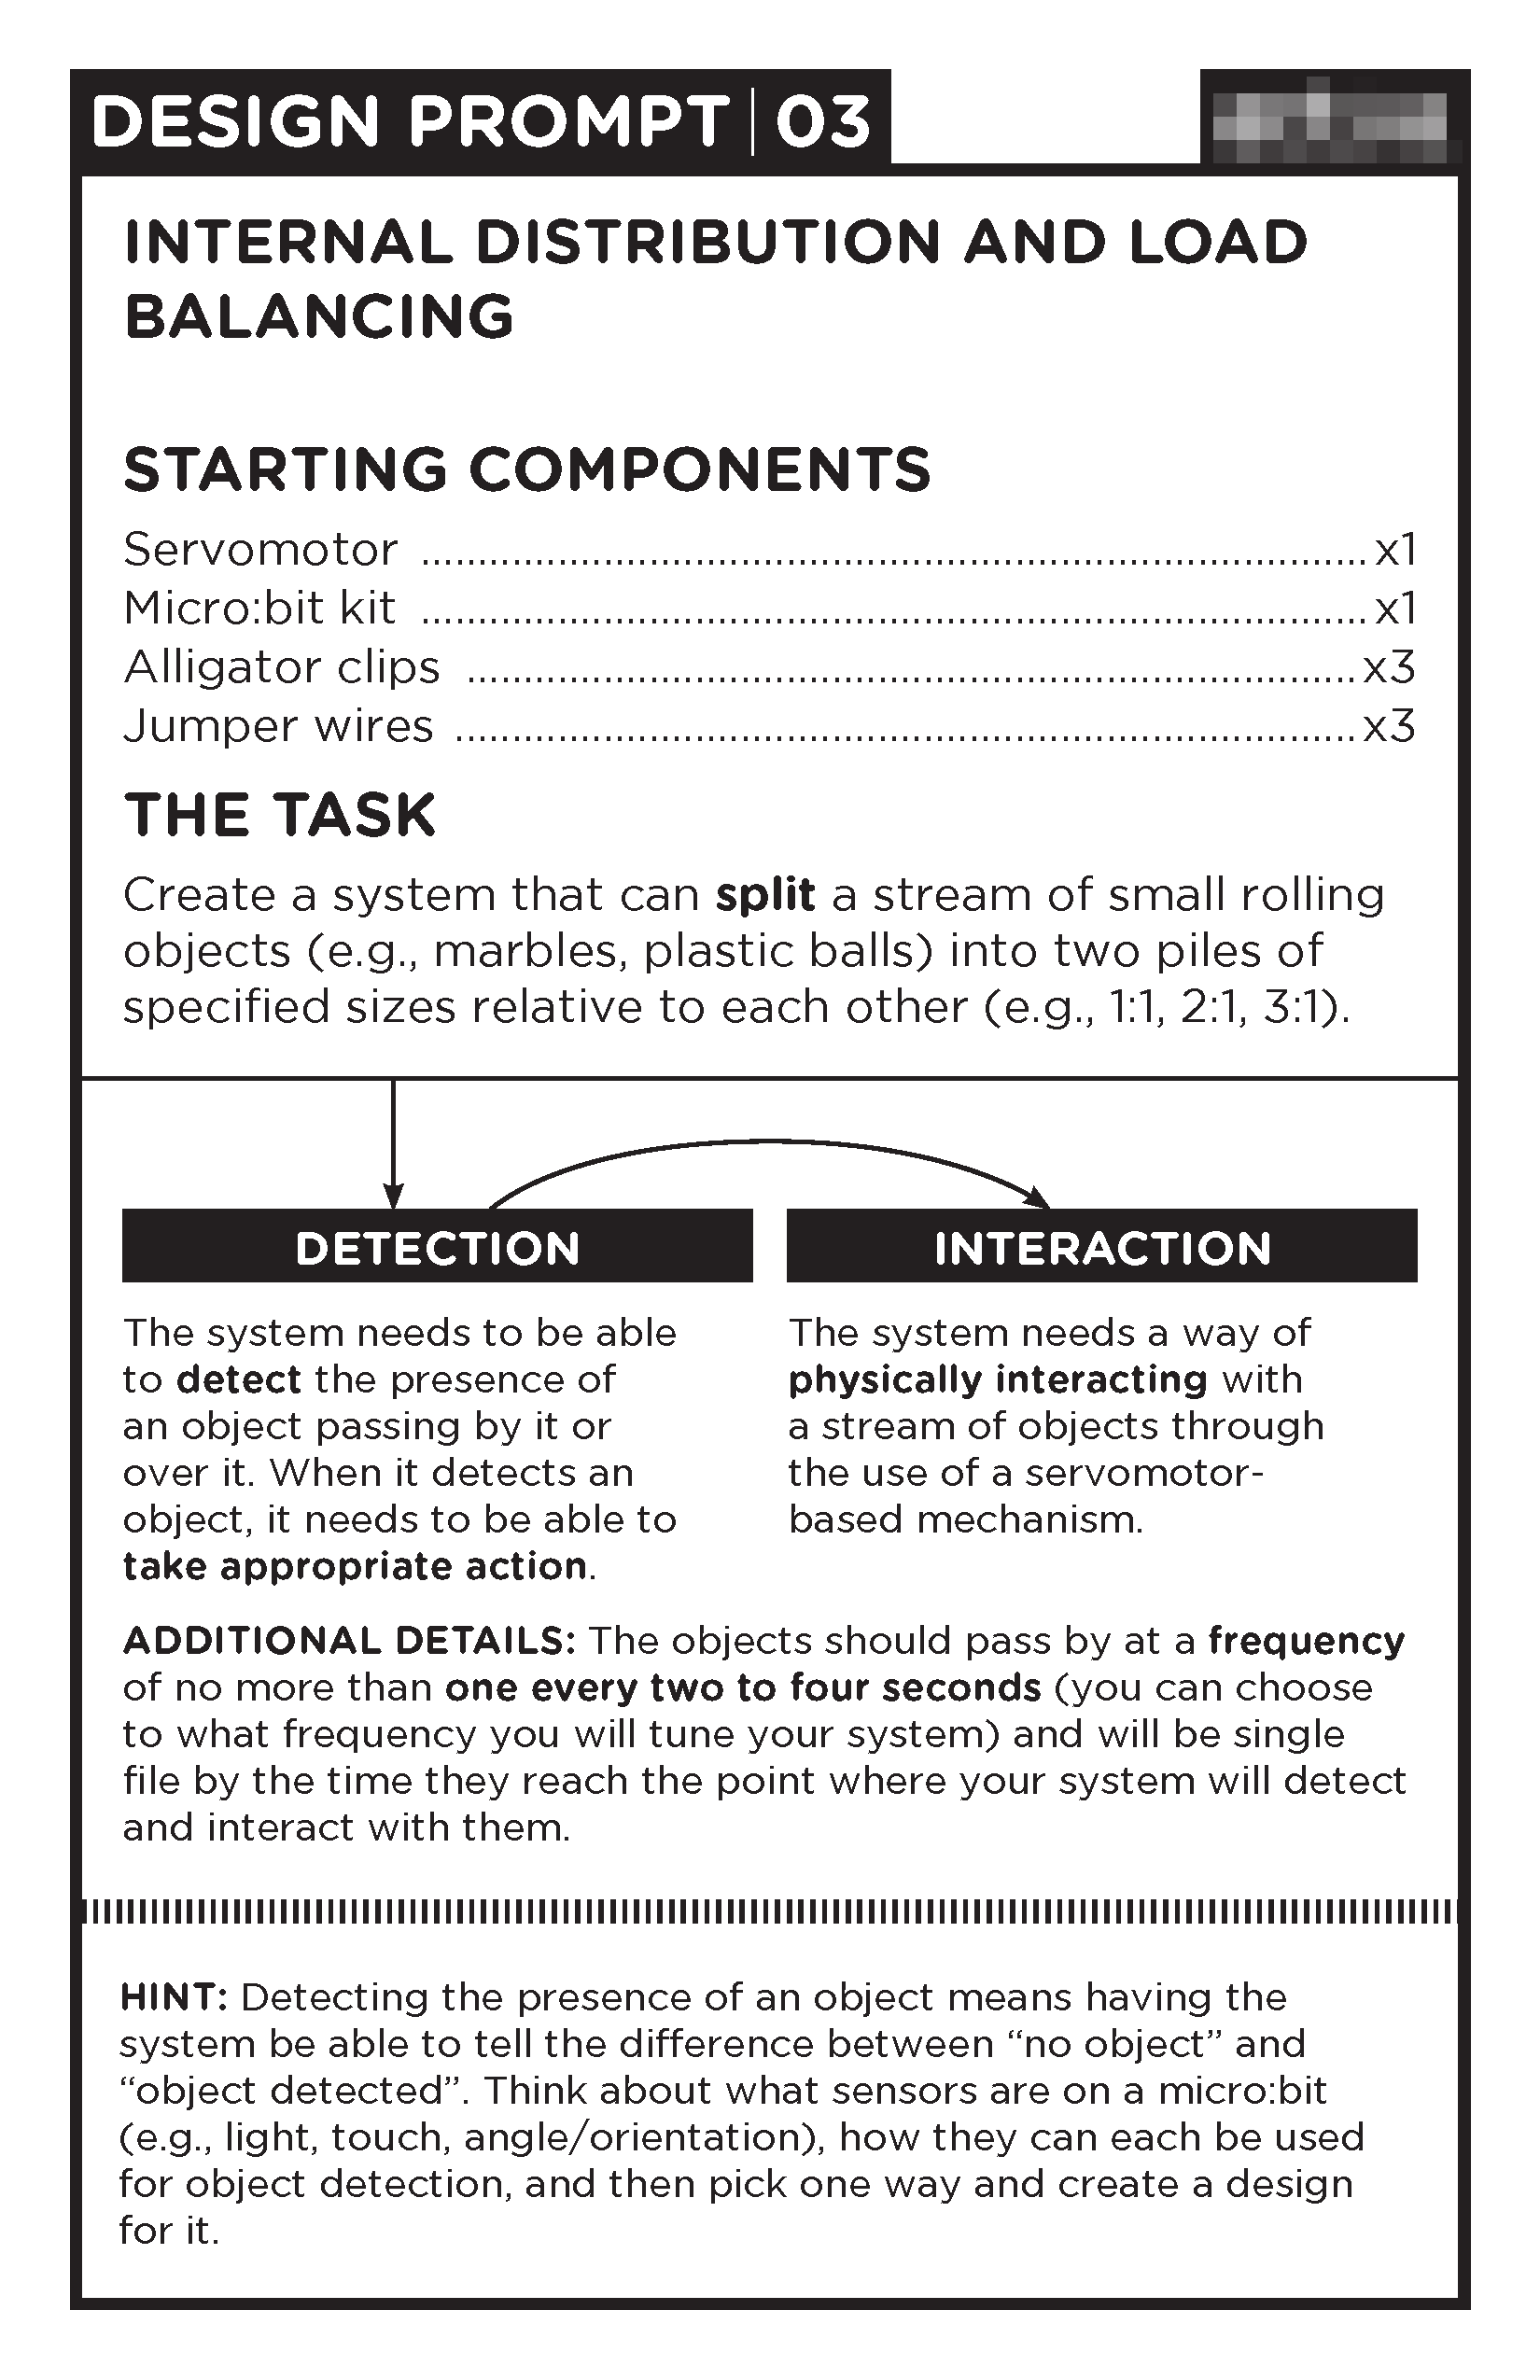 DESIGN PROMPT | 03
INTERNAL DISTRIBUTION AND LOAD
BALANCING
STARTING COMPONENTS
Servomotor ........................................................................................ x1
Micro:bit kit ........................................................................................ x1
Alligator clips ................................................................................... x3
Jumper wires .................................................................................... x3
THE TASK
Create a system that can split a stream of small rolling
objects (e.g., marbles, plastic balls) into two piles of
specified sizes relative to each other (e.g., 1:1, 2:1, 3:1).
DETECTION
The system needs to be able
to detect the presence of
an object passing by it or
over it. When it detects an
object, it needs to be able to
take appropriate action.
INTERACTION
The system needs a way of
physically interacting with
a stream of objects through
the use of a servomotor-
based mechanism.
ADDITIONAL DETAILS: The objects should pass by at a frequency
of no more than one every two to four seconds (you can choose
to what frequency you will tune your system) and will be single
file by the time they reach the point where your system will detect
and interact with them.
HINT: Detecting the presence of an object means having the
system be able to tell the difference between “no object” and
“object detected”. Think about what sensors are on a micro:bit
(e.g., light, touch, angle/orientation), how they can each be used
for object detection, and then pick one way and create a design
for it.